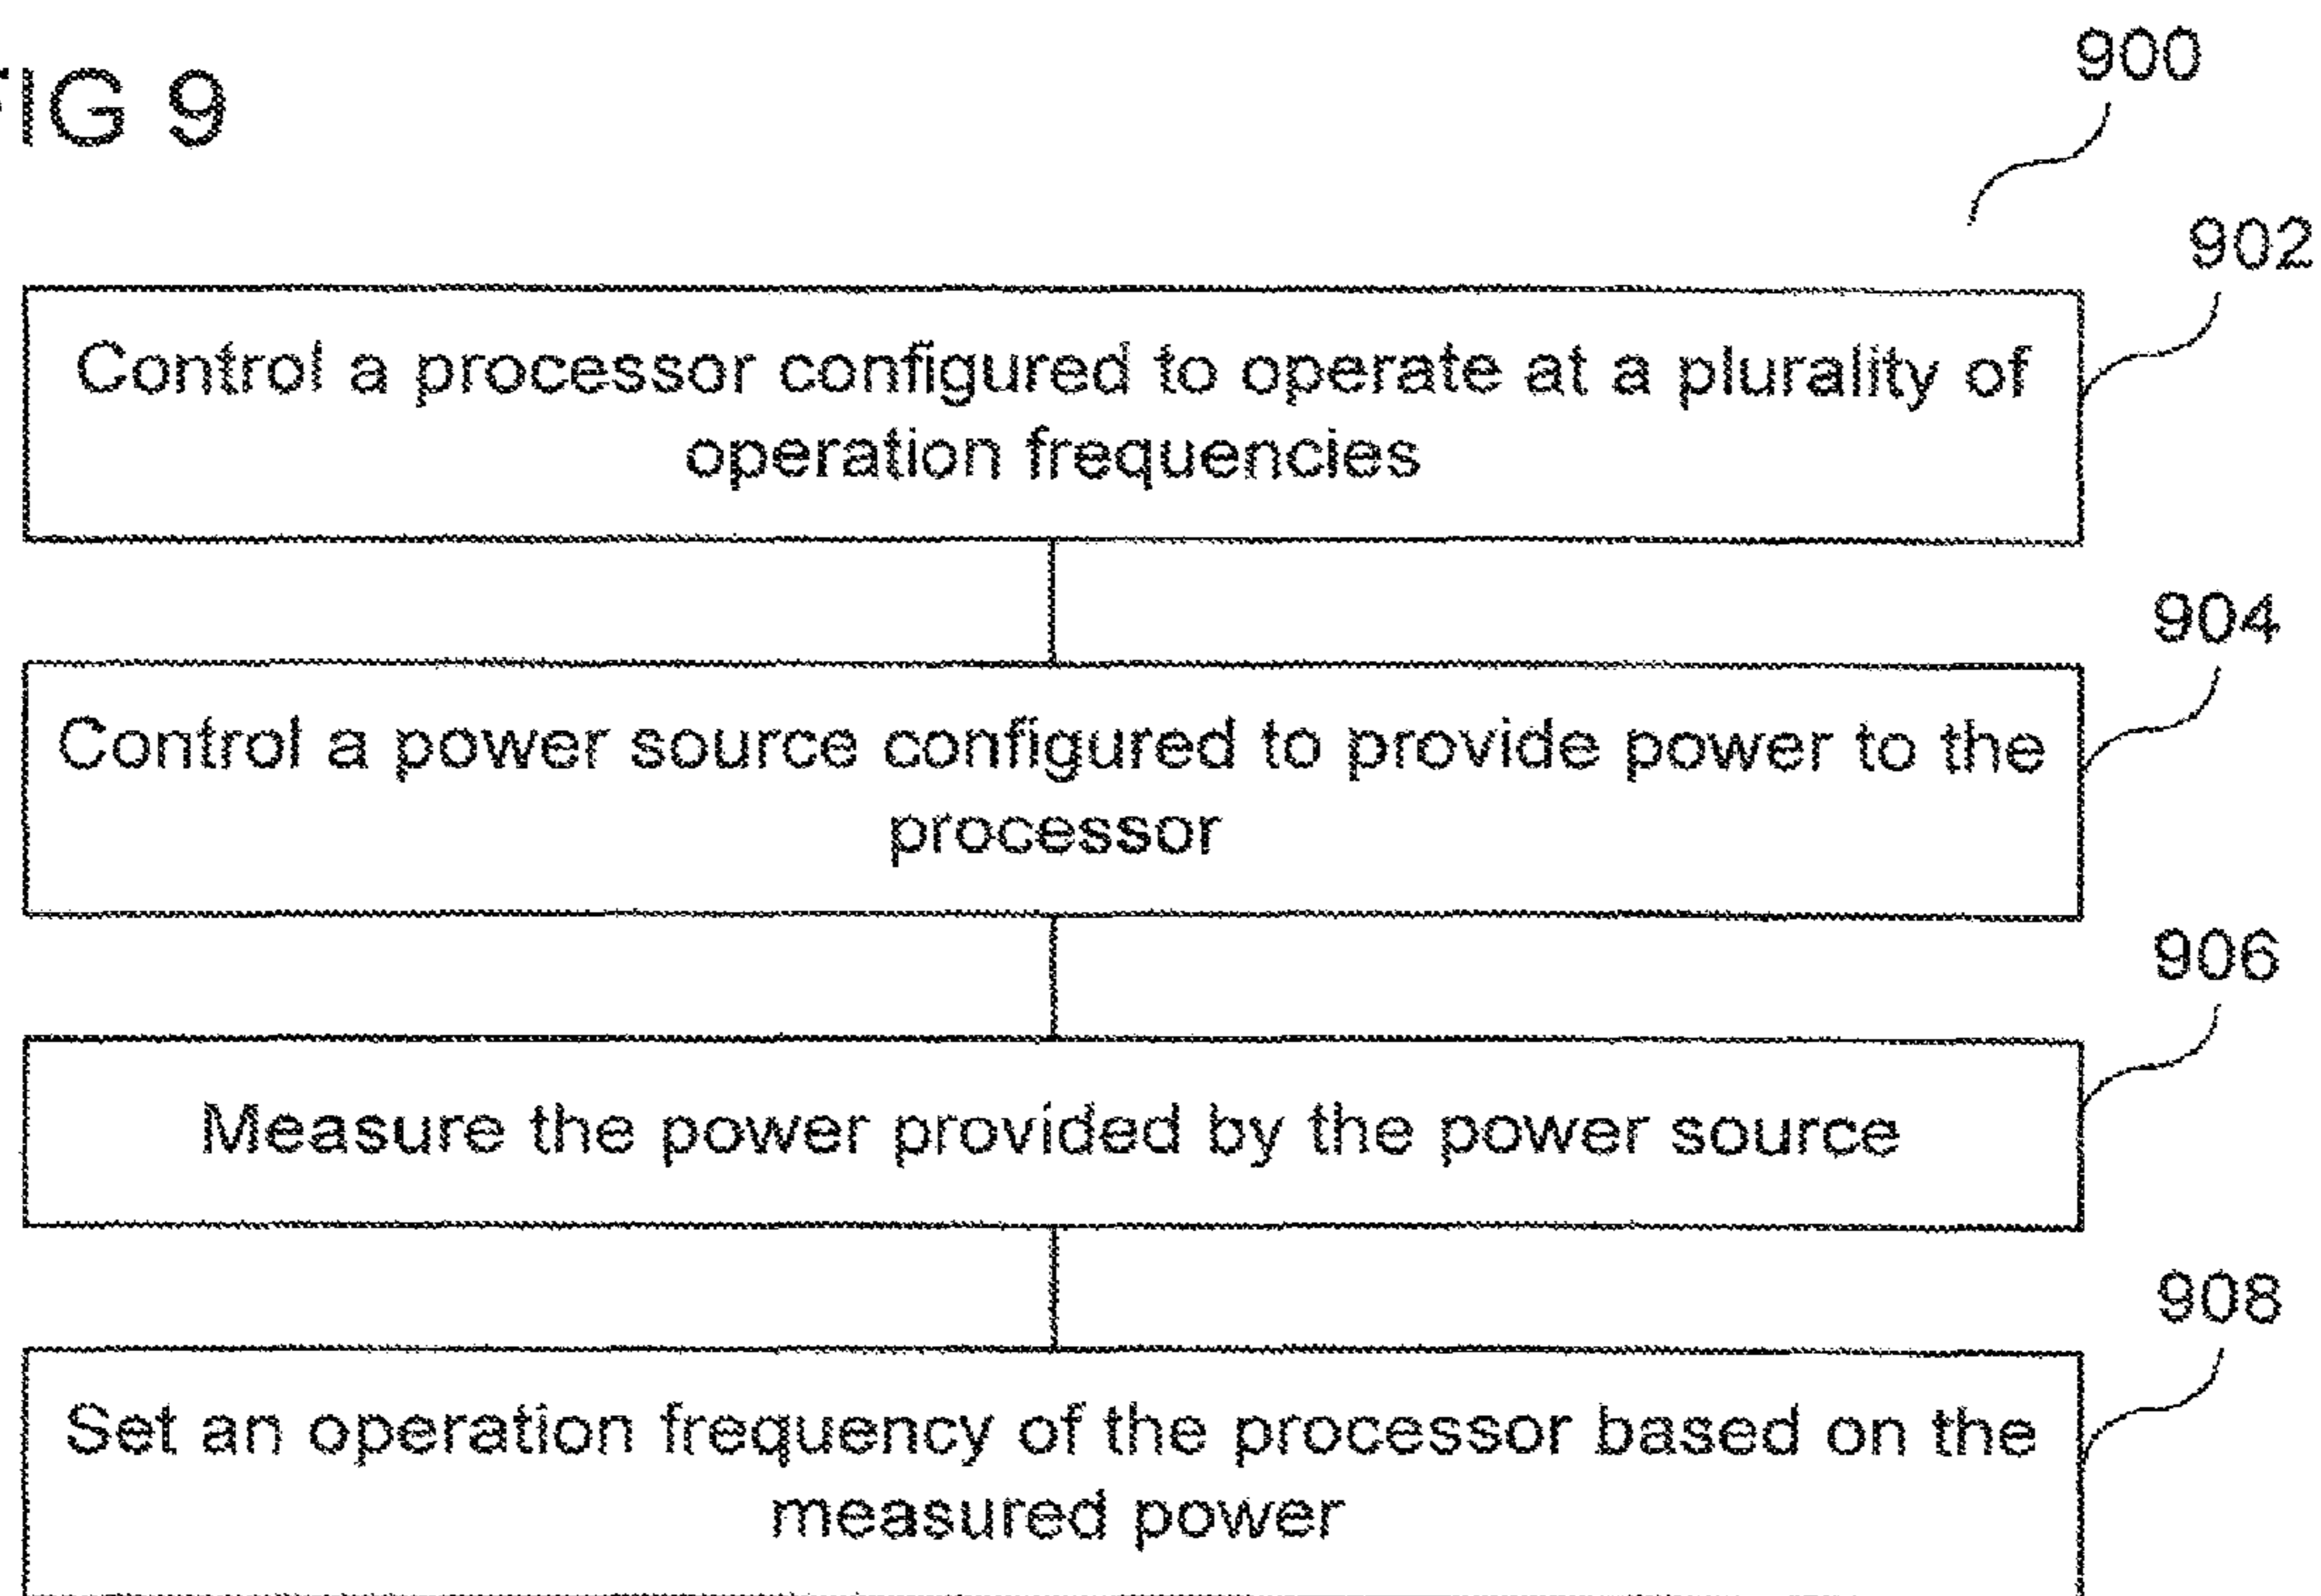 FIG 9
900
902
Control a processor configured to operate at a plurality of
operation frequencies
904
Control a power source configured to provide power to the
processor
906
Measure the power provided by the power source
908
Set an operation frequency of the processor based on the
measured power